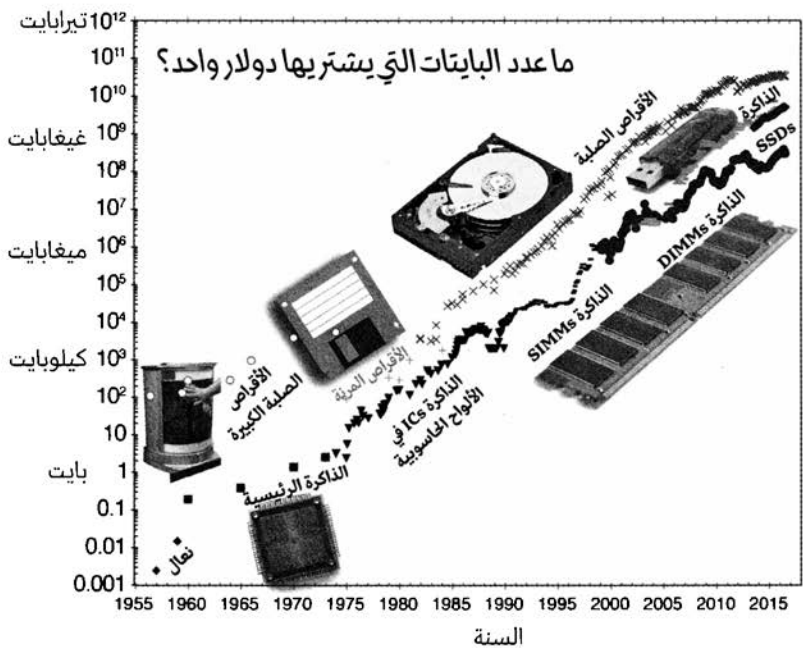 ما عدد البايتات التي يشتريها دولار واحد؟
تيرابايت 10¹²
10¹¹
10¹⁰
غيغابايت 10⁹
10⁸
10⁷
ميغابايت 10⁶
10⁵
10⁴
كيلوبايت 10³
10²
10
بايت 1
0.1
0.01
0.001
الأقراص الصلبة
الذاكرة
SSDs
الذاكرة DIMMs
الذاكرة SIMMs
الأقراص المرنة
الأقراص
الصلبة الكبيرة
الذاكرة ICs في
الألواح الحاسوبية
الذاكرة الرئيسية
نعال
1955 1960 1965 1970 1975 1980 1985 1990 1995 2000 2005 2010 2015
السنة